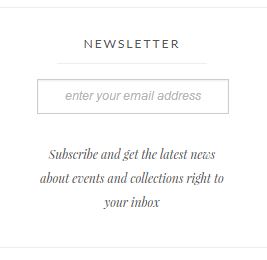 NEWSLETTER
enter your email address
Subscribe and get the latest news
about events and collections right to
your inbox